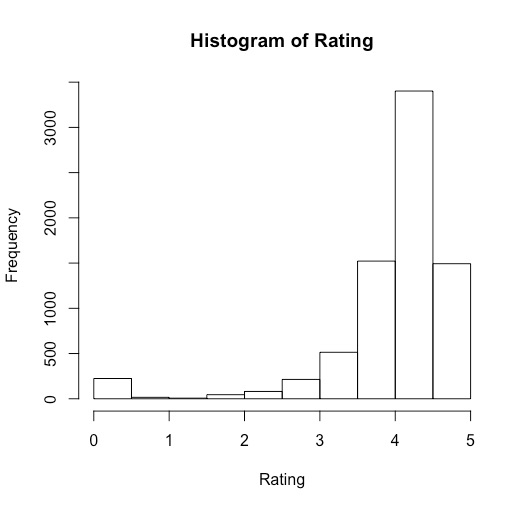 Histogram of Rating
Frequency
3000
2000
1000
500
0
0 1 2 3 4 5
Rating